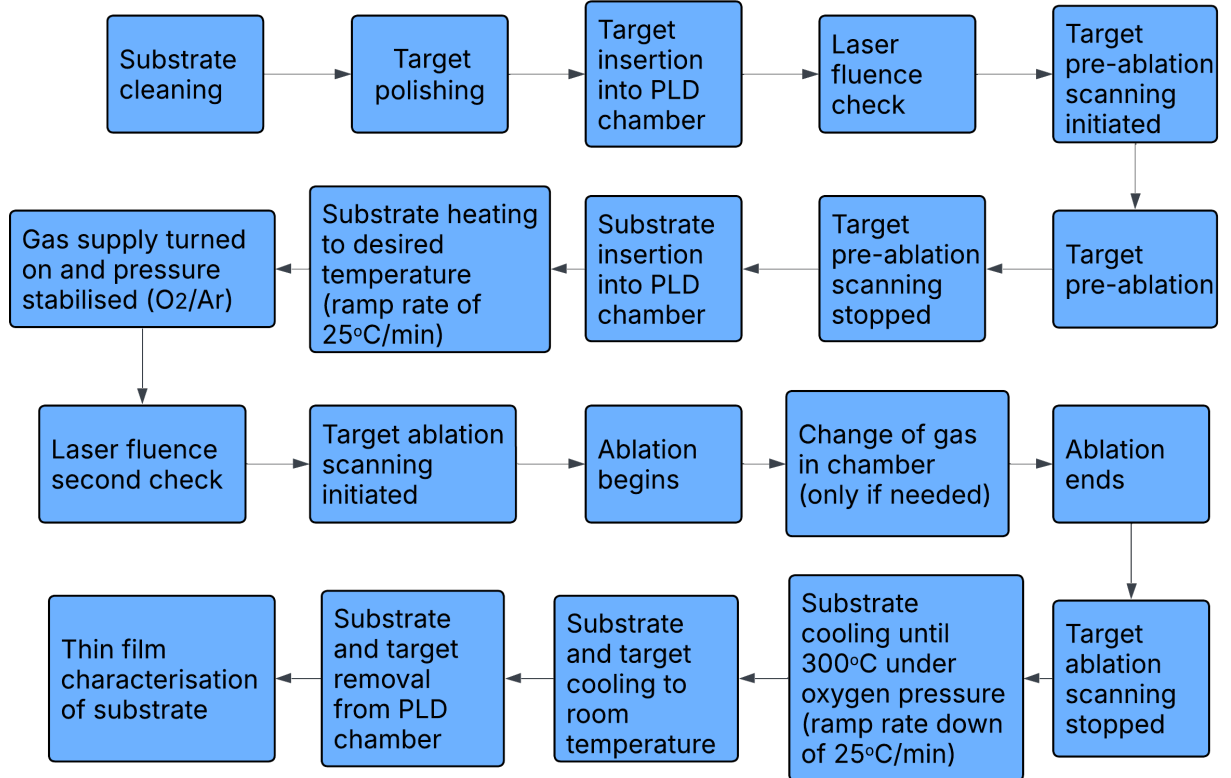 Substrate
cleaning
Target
polishing
Target
insertion
into PLD
chamber
Laser
fluence
check
Target
pre-ablation
scanning
initiated
Target
pre-ablation
Target
pre-ablation
scanning
stopped
Substrate
insertion
into PLD
chamber
Substrate heating
to desired
temperature
(ramp rate of
25ºC/min)
Gas supply turned
on and pressure
stabilised (O2/Ar)
Laser fluence
second check
Target ablation
scanning
initiated
Ablation
begins
Change of gas
in chamber
(only if needed)
Ablation
ends
Target
ablation
scanning
stopped
Substrate
cooling until
300ºC under
oxygen pressure
(ramp rate down
of 25ºC/min)
Substrate
and target
cooling to
room
temperature
Substrate
and target
removal
from PLD
chamber
Thin film
characterisation
of substrate